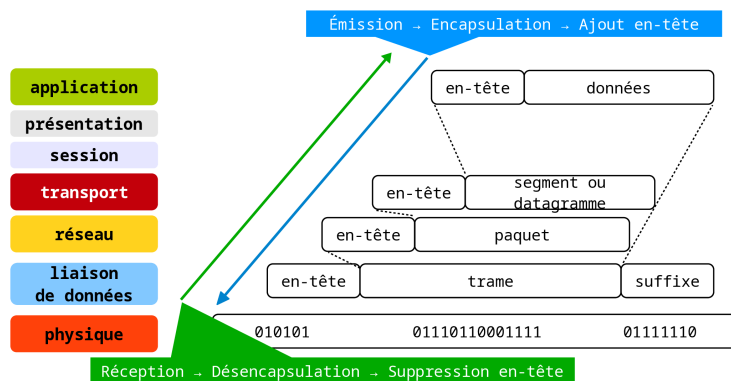 Émission → Encapsulation → Ajout en-tête
application
en-tête
données
présentation
session
transport
en-tête
segment ou
datagramme
réseau
en-tête
paquet
liaison
de données
en-tête
trame
suffixe
physique
010101
01110110001111
01111110
Réception → Désencapsulation → Suppression en-tête